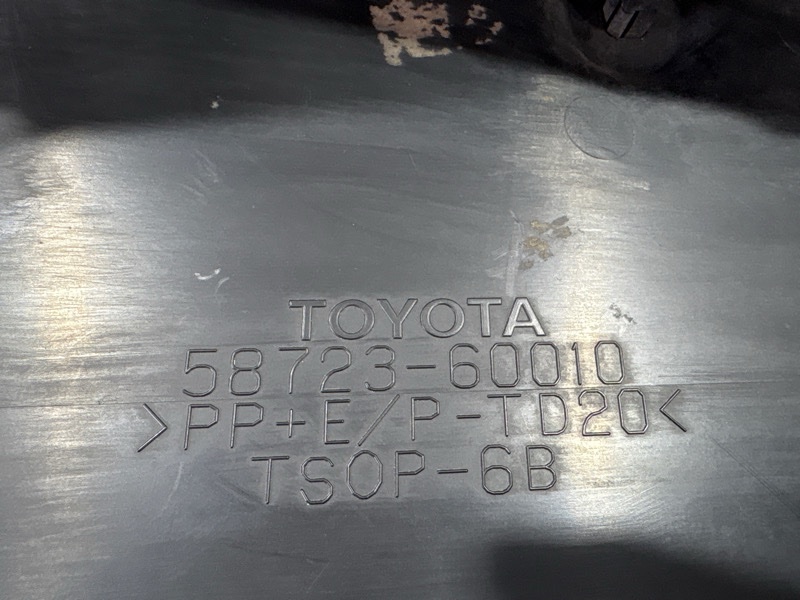 TOYOTA
58723-60010
>PP+E/P-TD20<
TSOP-6B